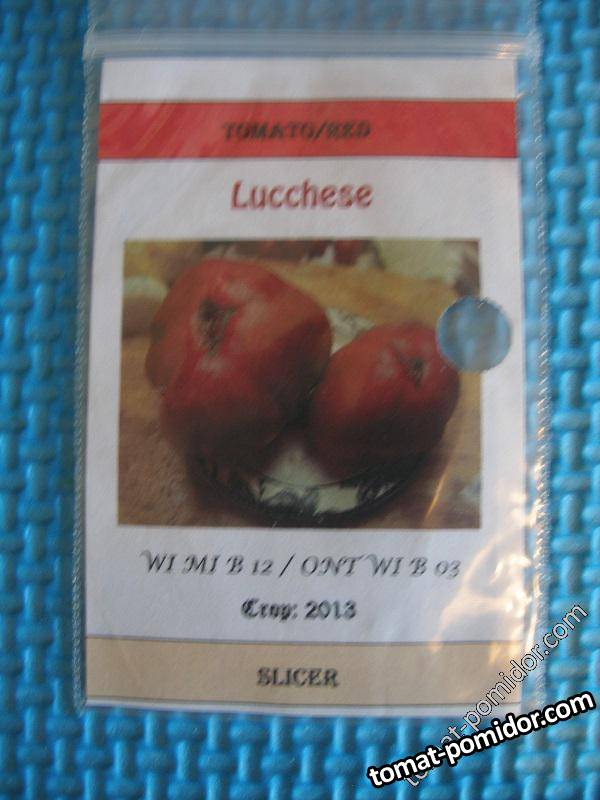 TOMATO/RED
Lucchese
WI MI B 12 / ONT WI B 03
Crop: 2013
SLICER
tomat-pomidor.com
tomat-pomidor.com